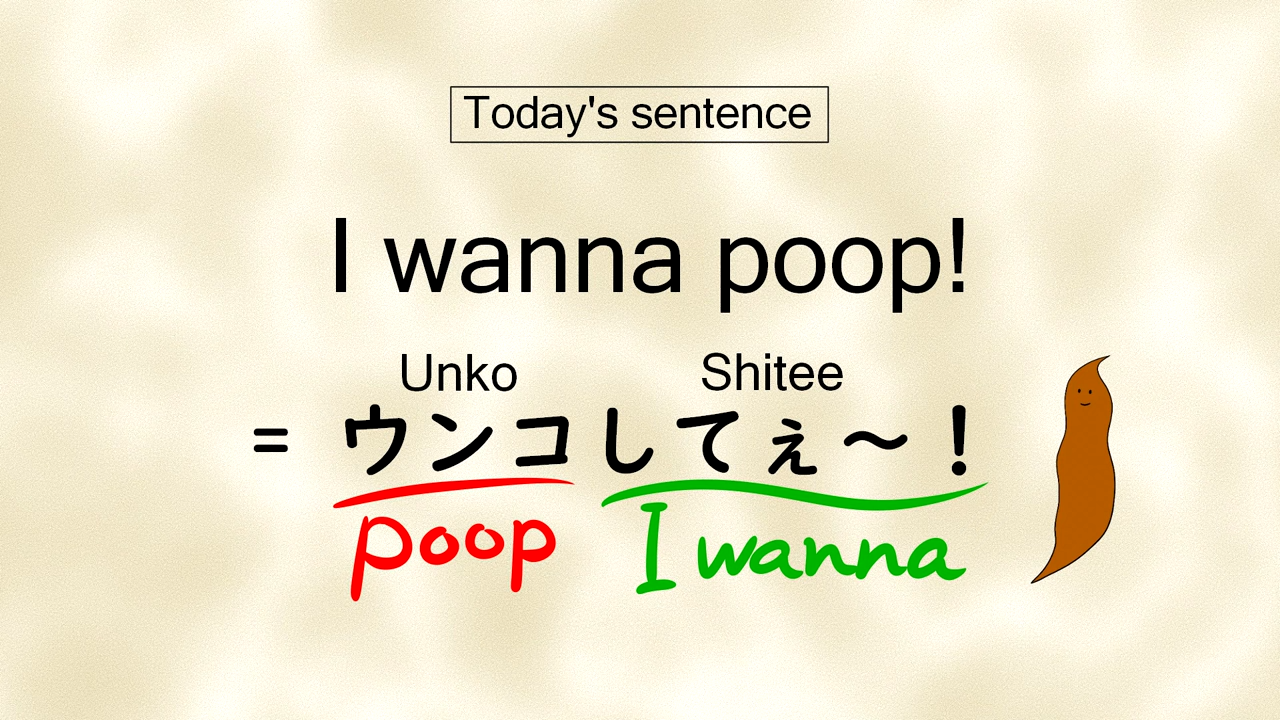 Today's sentence
I wanna poop!
Unko Shitee
= ウンコしてぇ〜！
poop I wanna